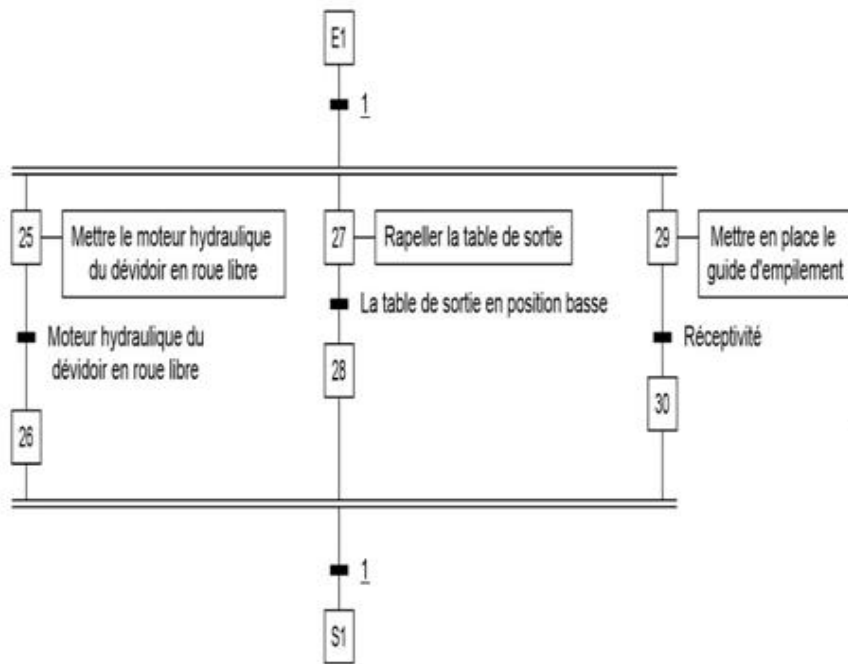 E1
1
25
Mettre le moteur hydraulique
du dévidoir en roue libre
27
Rapeller la table de sortie
29
Mettre en place le
guide d'empilement
La table de sortie en position basse
Moteur hydraulique du
dévidoir en roue libre
Réceptivité
28
30
26
1
S1